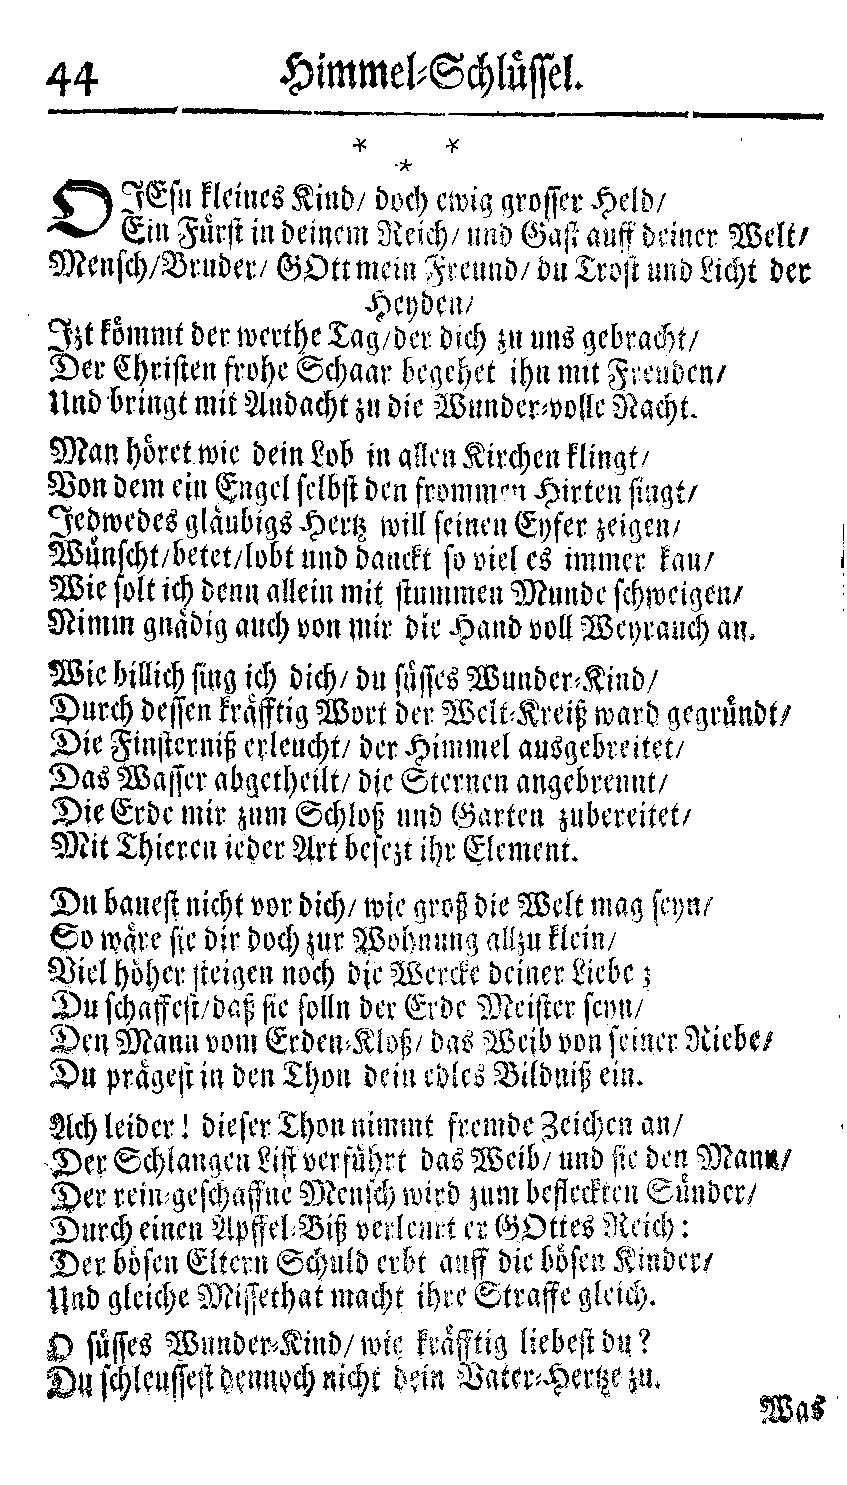 44 Himmel-Schlüssel.
* *
*
O JEsu kleines Kind/ doch ewig grosser Held/
Ein Fürst in deinem Reich/ und Gast auff deiner Welt/
Mensch/Bruder/ GOtt mein Freund/ du Trost und Licht der
Heyden/
Jzt kömmt der werthe Tag/der dich zu uns gebracht/
Der Christen frohe Schaar begehet ihn mit Freuden/
Und bringt mit Andacht zu die Wunder-volle Nacht.
Man höret wie dein Lob in allen Kirchen klingt/
Von dem ein Engel selbst den frommen Hirten singt/
Jedwedes gläubigs Hertz will seinen Eyfer zeigen/
Wünscht/betet/lobt und danckt so viel es immer kan/
Wie solt ich denn allein mit stummen Munde schweigen/
Nimm gnädig auch von mir die Hand voll Weyrauch an.
Wie billich sing ich dich/ du süsses Wunder-Kind/
Durch dessen kräfftig Wort der Welt-Kreiß ward gegründt/
Die Finsterniß erleucht/ der Himmel ausgebreitet/
Das Wasser abgetheilt/ die Sternen angebrennt/
Die Erde mir zum Schloß und Garten zubereitet/
Mit Thieren ieder Art besezt ihr Element.
Du bauest nicht vor dich/ wie groß die Welt mag seyn/
So wäre sie dir doch zur Wohnung allzu klein/
Viel höher steigen noch die Wercke deiner Liebe ;
Du schaffest/daß sie solln der Erde Meister seyn/
Den Mann vom Erden-Kloß/ das Weib von seiner Riebe/
Du prägest in den Thon dein edles Bildniß ein.
Ach leider! dieser Thon nimmt fremde Zeichen an/
Der Schlangen List verführt das Weib/ und sie den Mann/
Der rein-geschaffne Mensch wird zum befleckten Sünder/
Durch einen Apffel-Biß verleurt er GOttes Reich:
Der bösen Eltern Schuld erbt auff die bösen Kinder/
Und gleiche Missethat macht ihre Straffe gleich.
O süsses Wunder-Kind/ wie kräfftig liebest du?
Du schleussest dennoch nicht dein Vater-Hertze zu.
Was